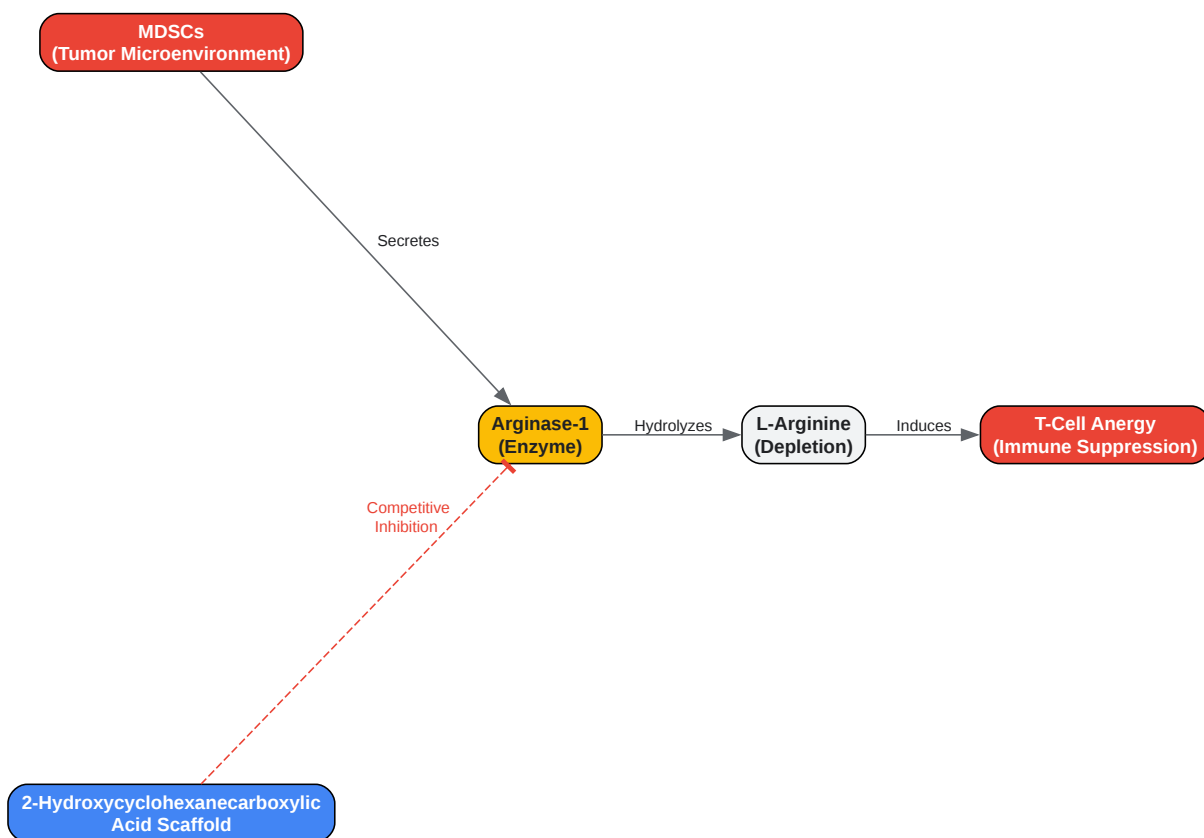 MDSCs
(Tumor Microenvironment)
Secretes
Arginase-1
(Enzyme)
Hydrolyzes
L-Arginine
(Depletion)
Induces
T-Cell Anergy
(Immune Suppression)
Competitive
Inhibition
2-Hydroxycyclohexanecarboxylic
Acid Scaffold